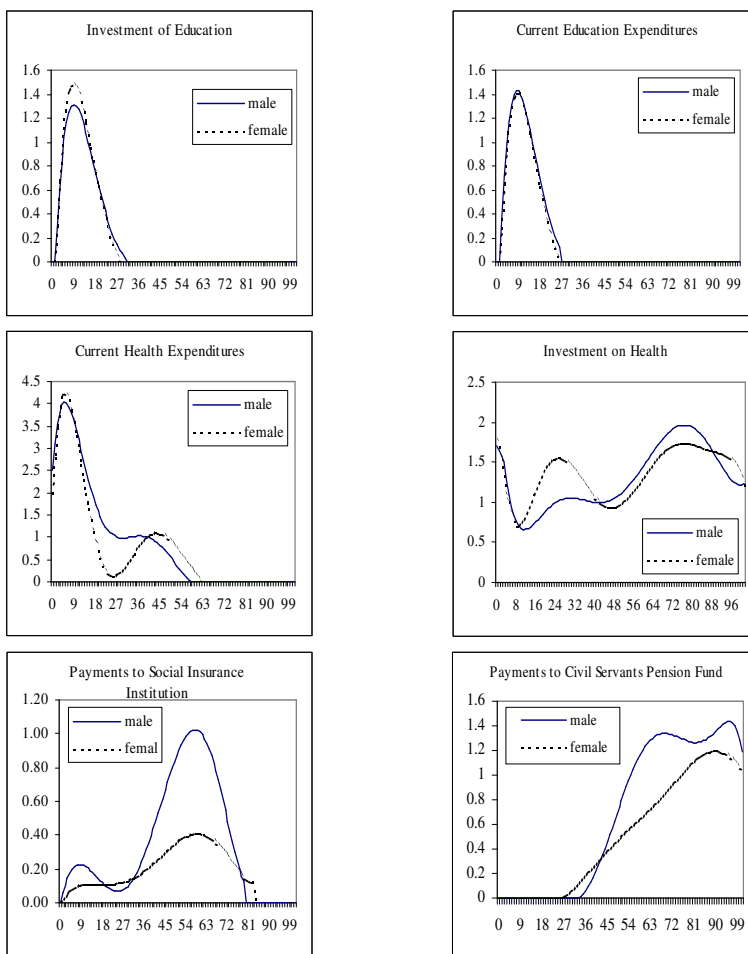 Investment of Education
1.6
1.4
1.2
1
0.8
0.6
0.4
0.2
0
male
female
0 9 18 27 36 45 54 63 72 81 90 99
Current Education Expenditures
1.6
1.4
1.2
1
0.8
0.6
0.4
0.2
0
male
female
0 9 18 27 36 45 54 63 72 81 90 99
Current Health Expenditures
4.5
4
3.5
3
2.5
2
1.5
1
0.5
0
male
female
0 9 18 27 36 45 54 63 72 81 90 99
Investment on Health
2.5
2
1.5
1
0.5
0
male
female
0 8 16 24 32 40 48 56 64 72 80 88 96
Payments to Social Insurance
Institution
1.20
1.00
0.80
0.60
0.40
0.20
0.00
male
femal
0 9 18 27 36 45 54 63 72 81 90 99
Payments to Civil Servants Pension Fund
1.6
1.4
1.2
1
0.8
0.6
0.4
0.2
0
male
female
0 9 18 27 36 45 54 63 72 81 90 99